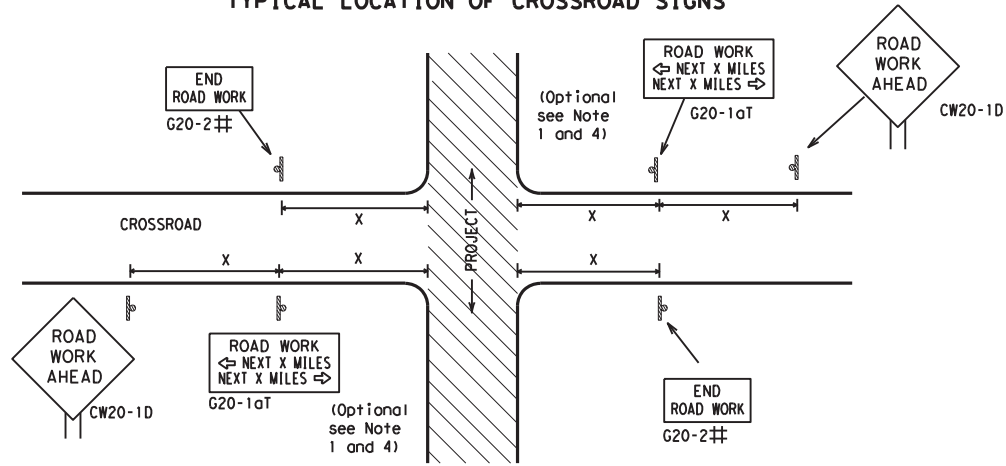 TYPICAL LOCATION OF CROSSROAD SIGNS
END
ROAD WORK
G20-2#
(Optional
see Note
1 and 4)
ROAD WORK
⇦ NEXT X MILES
NEXT X MILES ⇨
G20-1aT
ROAD
WORK
AHEAD
CW20-1D
X
X
X
CROSSROAD
PROJECT
X
X
X
ROAD
WORK
AHEAD
CW20-1D
ROAD WORK
⇦ NEXT X MILES
NEXT X MILES ⇨
G20-1aT
(Optional
see Note
1 and 4)
END
ROAD WORK
G20-2#